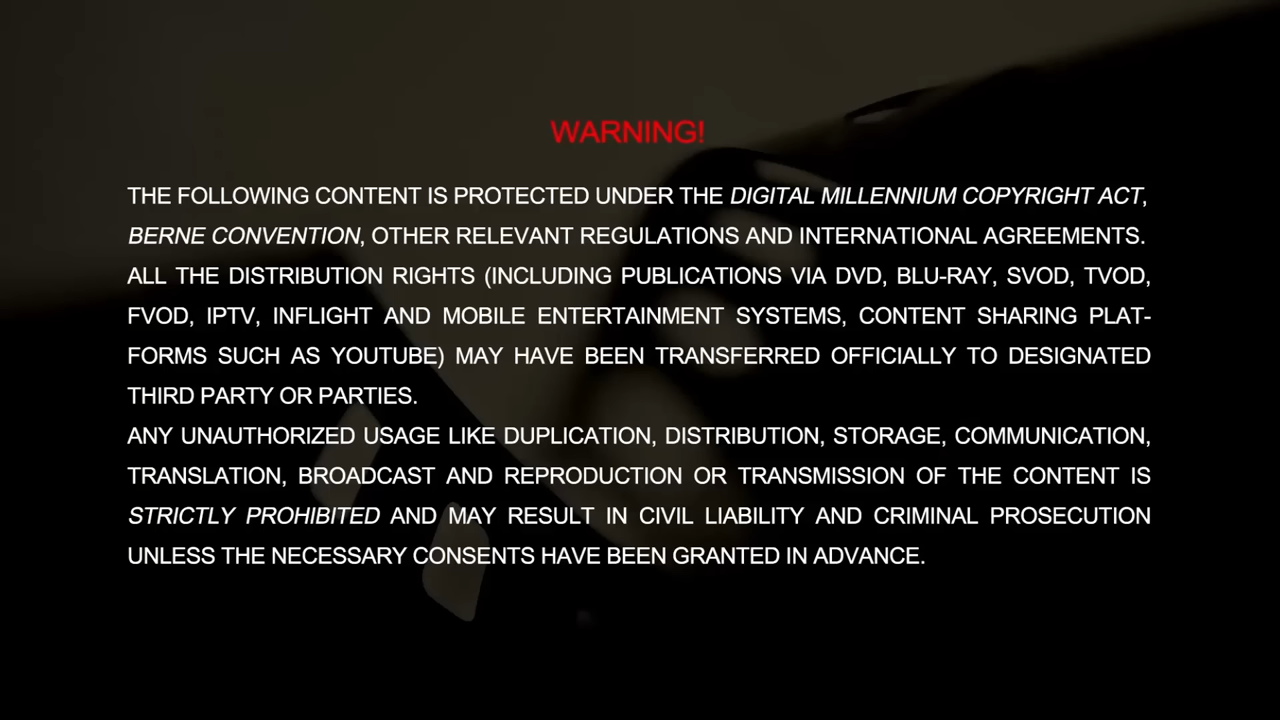 WARNING!
THE FOLLOWING CONTENT IS PROTECTED UNDER THE DIGITAL MILLENNIUM COPYRIGHT ACT,
BERNE CONVENTION, OTHER RELEVANT REGULATIONS AND INTERNATIONAL AGREEMENTS.
ALL THE DISTRIBUTION RIGHTS (INCLUDING PUBLICATIONS VIA DVD, BLU-RAY, SVOD, TVOD,
FVOD, IPTV, INFLIGHT AND MOBILE ENTERTAINMENT SYSTEMS, CONTENT SHARING PLAT-
FORMS SUCH AS YOUTUBE) MAY HAVE BEEN TRANSFERRED OFFICIALLY TO DESIGNATED
THIRD PARTY OR PARTIES.
ANY UNAUTHORIZED USAGE LIKE DUPLICATION, DISTRIBUTION, STORAGE, COMMUNICATION,
TRANSLATION, BROADCAST AND REPRODUCTION OR TRANSMISSION OF THE CONTENT IS
STRICTLY PROHIBITED AND MAY RESULT IN CIVIL LIABILITY AND CRIMINAL PROSECUTION
UNLESS THE NECESSARY CONSENTS HAVE BEEN GRANTED IN ADVANCE.